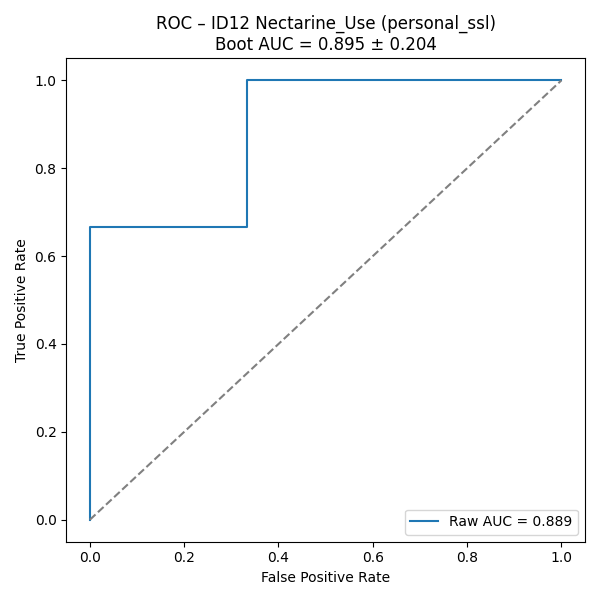 ROC – ID12 Nectarine_Use (personal_ssl)
Boot AUC = 0.895 ± 0.204
1.0
0.8
0.6
0.4
0.2
0.0
True Positive Rate
Raw AUC = 0.889
0.0 0.2 0.4 0.6 0.8 1.0
False Positive Rate